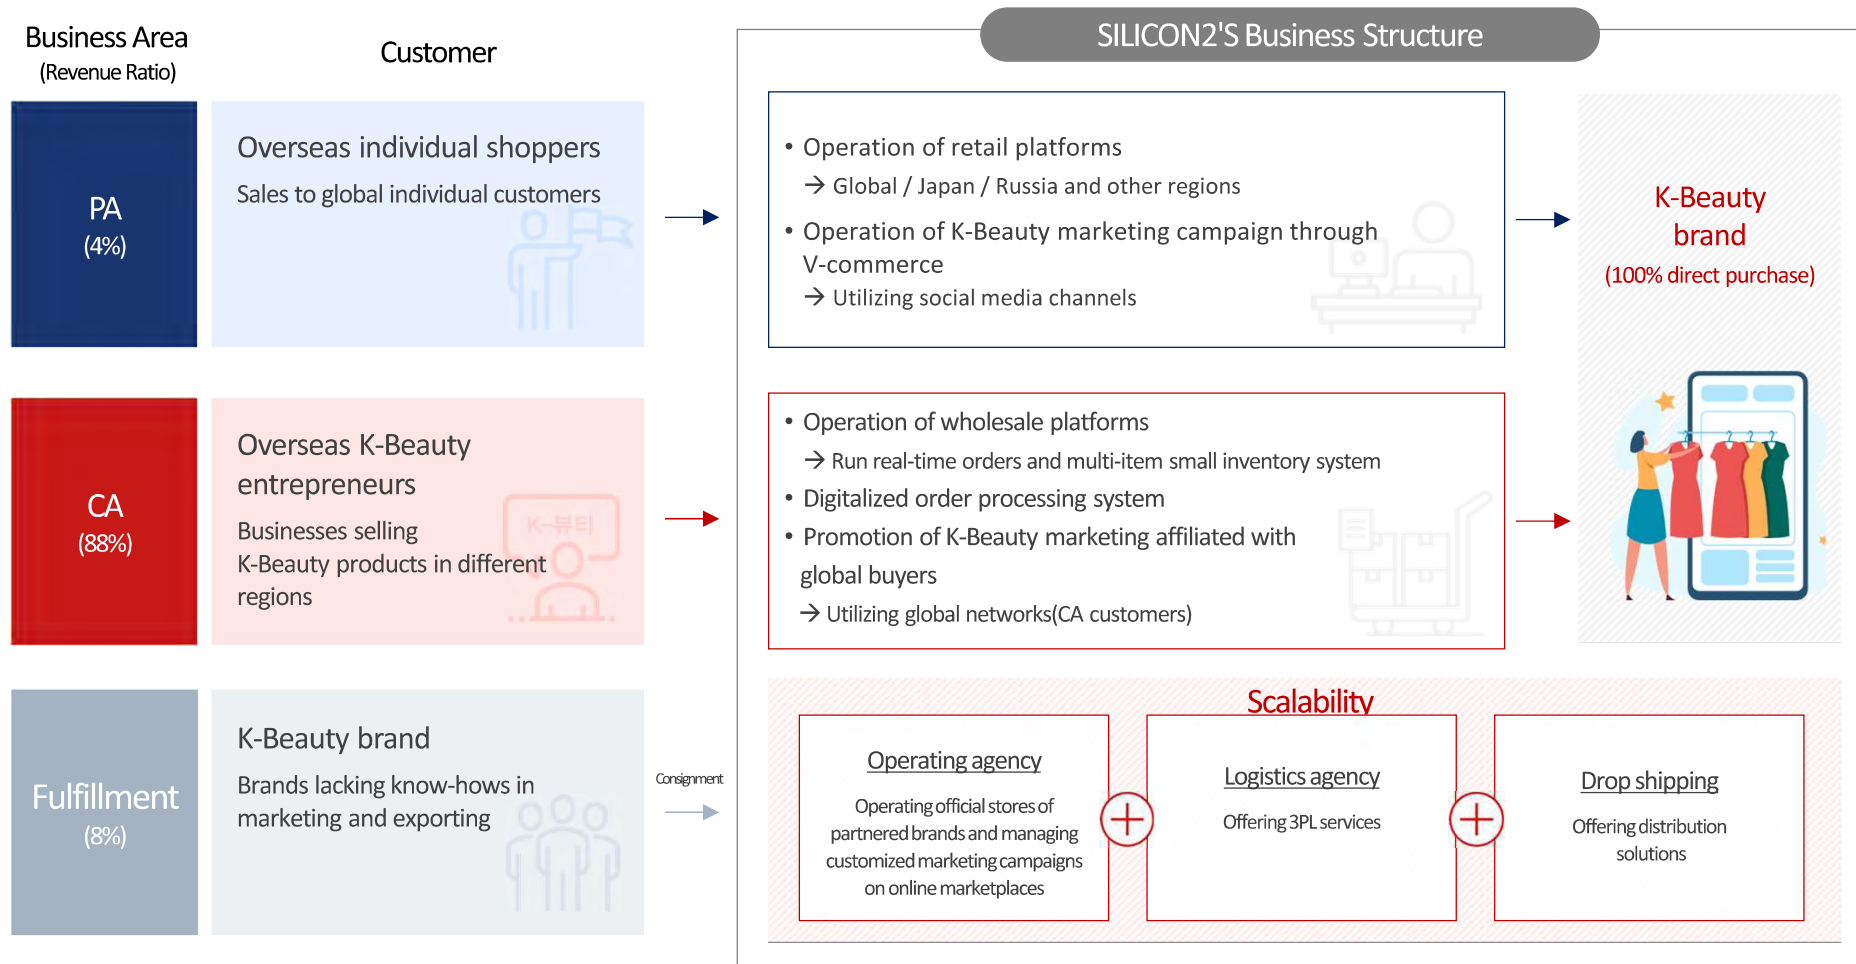 Business Area
(Revenue Ratio)
Customer
SILICON2'S Business Structure
PA
(4%)
Overseas individual shoppers
Sales to global individual customers
• Operation of retail platforms
→ Global / Japan / Russia and other regions
• Operation of K-Beauty marketing campaign through
V-commerce
→ Utilizing social media channels
K-Beauty
brand
(100% direct purchase)
CA
(88%)
Overseas K-Beauty
entrepreneurs
Businesses selling
K-Beauty products in different
regions
K-뷰티
• Operation of wholesale platforms
→ Run real-time orders and multi-item small inventory system
• Digitalized order processing system
• Promotion of K-Beauty marketing affiliated with
global buyers
→ Utilizing global networks(CA customers)
Fulfillment
(8%)
K-Beauty brand
Brands lacking know-hows in
marketing and exporting
Consignment
Scalability
Operating agency
Operating official stores of
partnered brands and managing
customized marketing campaigns
on online marketplaces
Logistics agency
Offering 3PL services
Drop shipping
Offering distribution
solutions